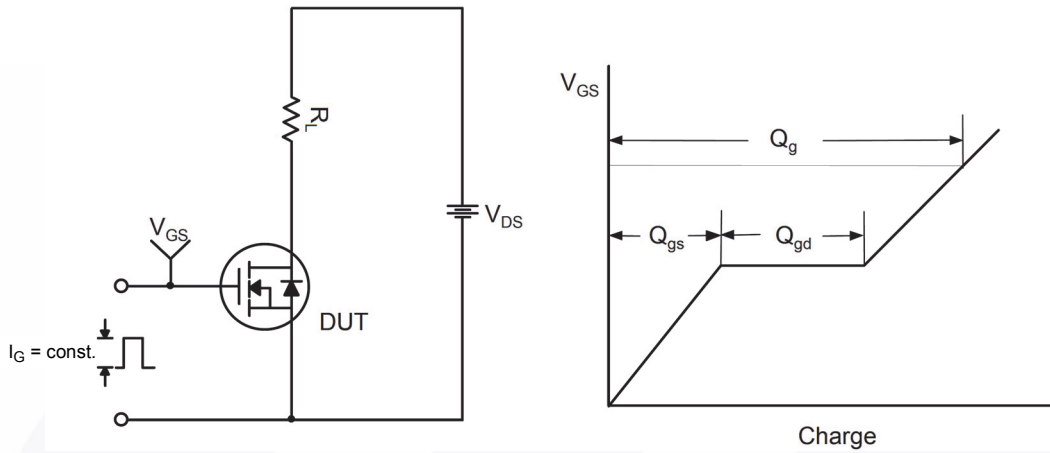 R_L
V_GS
V_DS
DUT
I_G = const.
V_GS
Q_g
Q_gs
Q_gd
Charge